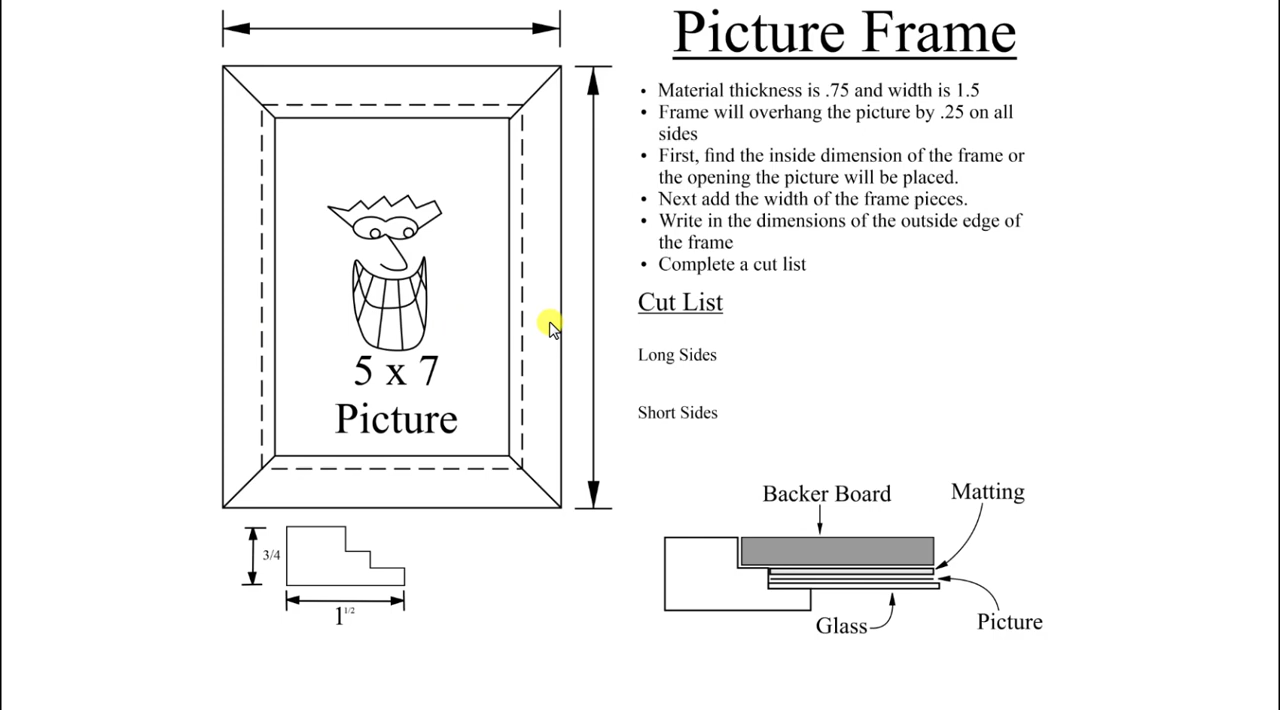 Picture Frame
• Material thickness is .75 and width is 1.5
• Frame will overhang the picture by .25 on all
sides
• First, find the inside dimension of the frame or
the opening the picture will be placed.
• Next add the width of the frame pieces.
• Write in the dimensions of the outside edge of
the frame
• Complete a cut list
Cut List
Long Sides
Short Sides
5 x 7
Picture
3/4
1 1/2
Backer Board
Matting
Glass
Picture